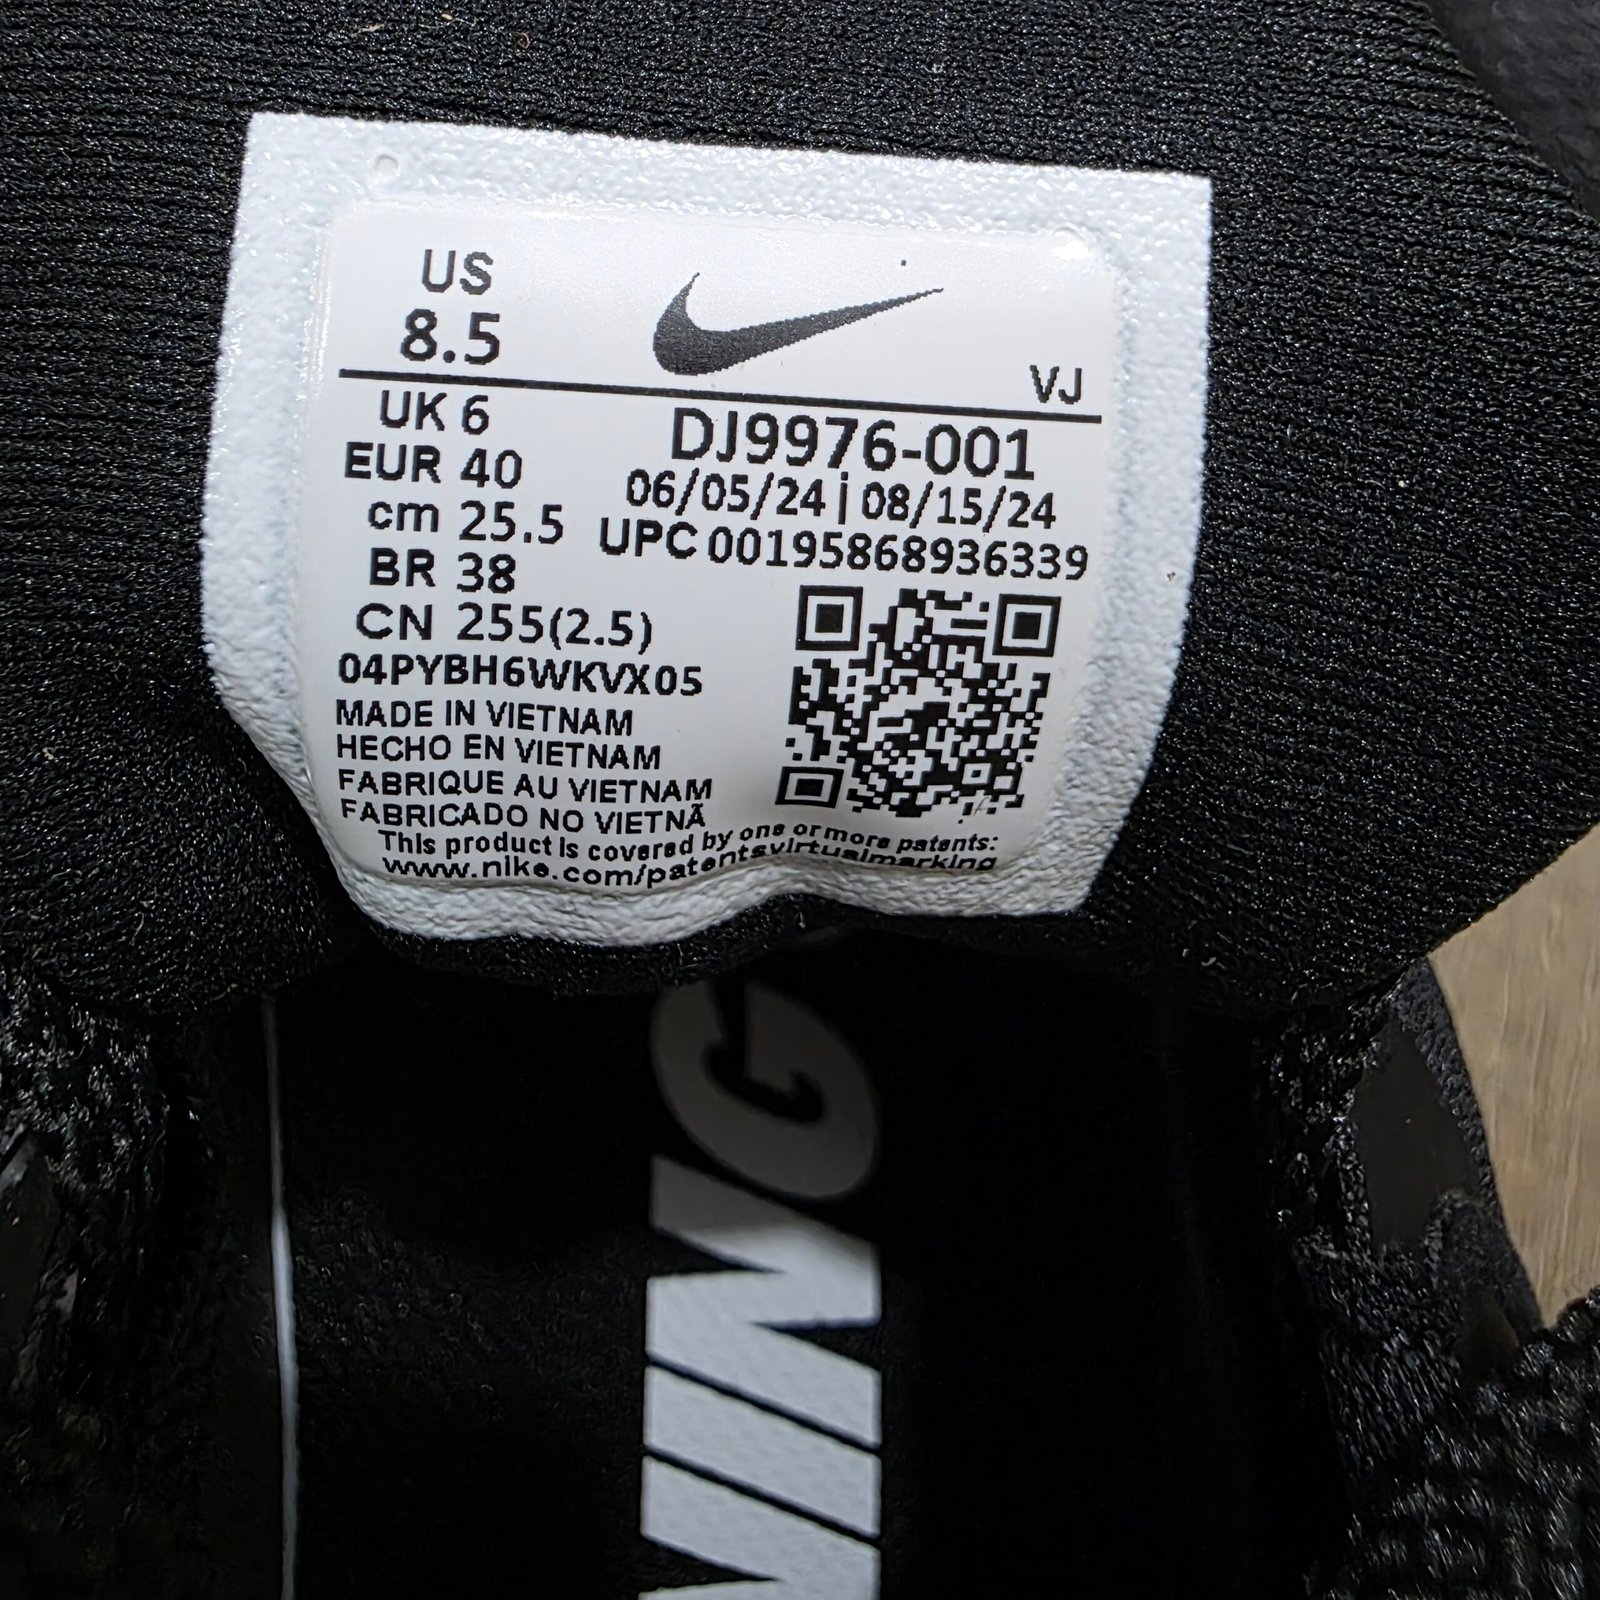 US
8.5
VJ
UK 6
DJ9976-001
EUR 40
06/05/24 | 08/15/24
cm 25.5
UPC 00195868936339
BR 38
CN 255(2.5)
04PYBH6WKVX05
MADE IN VIETNAM
HECHO EN VIETNAM
FABRIQUE AU VIETNAM
FABRICADO NO VIETNÃ
This product is covered by one or more patents:
www.nike.com/patentsvirtualmarking